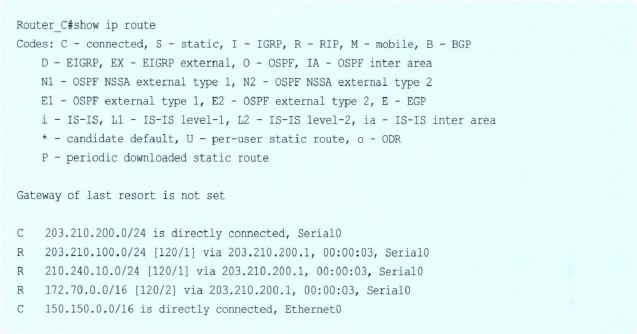 Router_C#show ip route
Codes: C - connected, S - static, I - IGRP, R - RIP, M - mobile, B - BGP
D - EIGRP, EX - EIGRP external, O - OSPF, IA - OSPF inter area
N1 - OSPF NSSA external type 1, N2 - OSPF NSSA external type 2
E1 - OSPF external type 1, E2 - OSPF external type 2, E - EGP
i - IS-IS, L1 - IS-IS level-1, L2 - IS-IS level-2, ia - IS-IS inter area
* - candidate default, U - per-user static route, o - ODR
P - periodic downloaded static route
Gateway of last resort is not set
C 203.210.200.0/24 is directly connected, Serial0
R 203.210.100.0/24 [120/1] via 203.210.200.1, 00:00:03, Serial0
R 210.240.10.0/24 [120/1] via 203.210.200.1, 00:00:03, Serial0
R 172.70.0.0/16 [120/2] via 203.210.200.1, 00:00:03, Serial0
C 150.150.0.0/16 is directly connected, Ethernet0